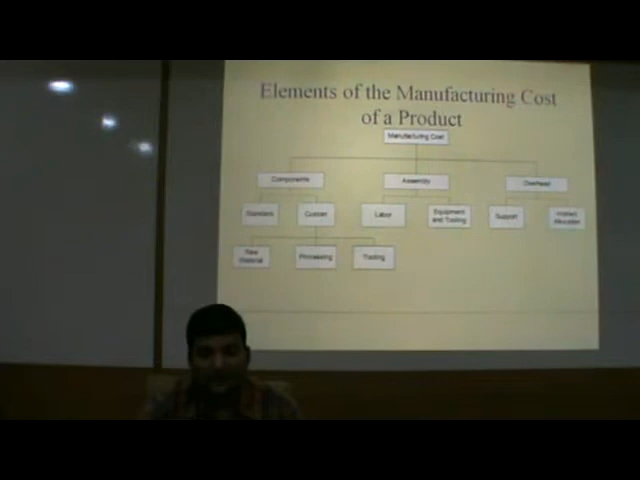 Elements of the Manufacturing Cost
of a Product
Manufacturing Cost
Components
Assembly
Overhead
Standard
Custom
Labor
Equipment
and Tooling
Support
Indirect
Allocation
Raw
Material
Processing
Tooling